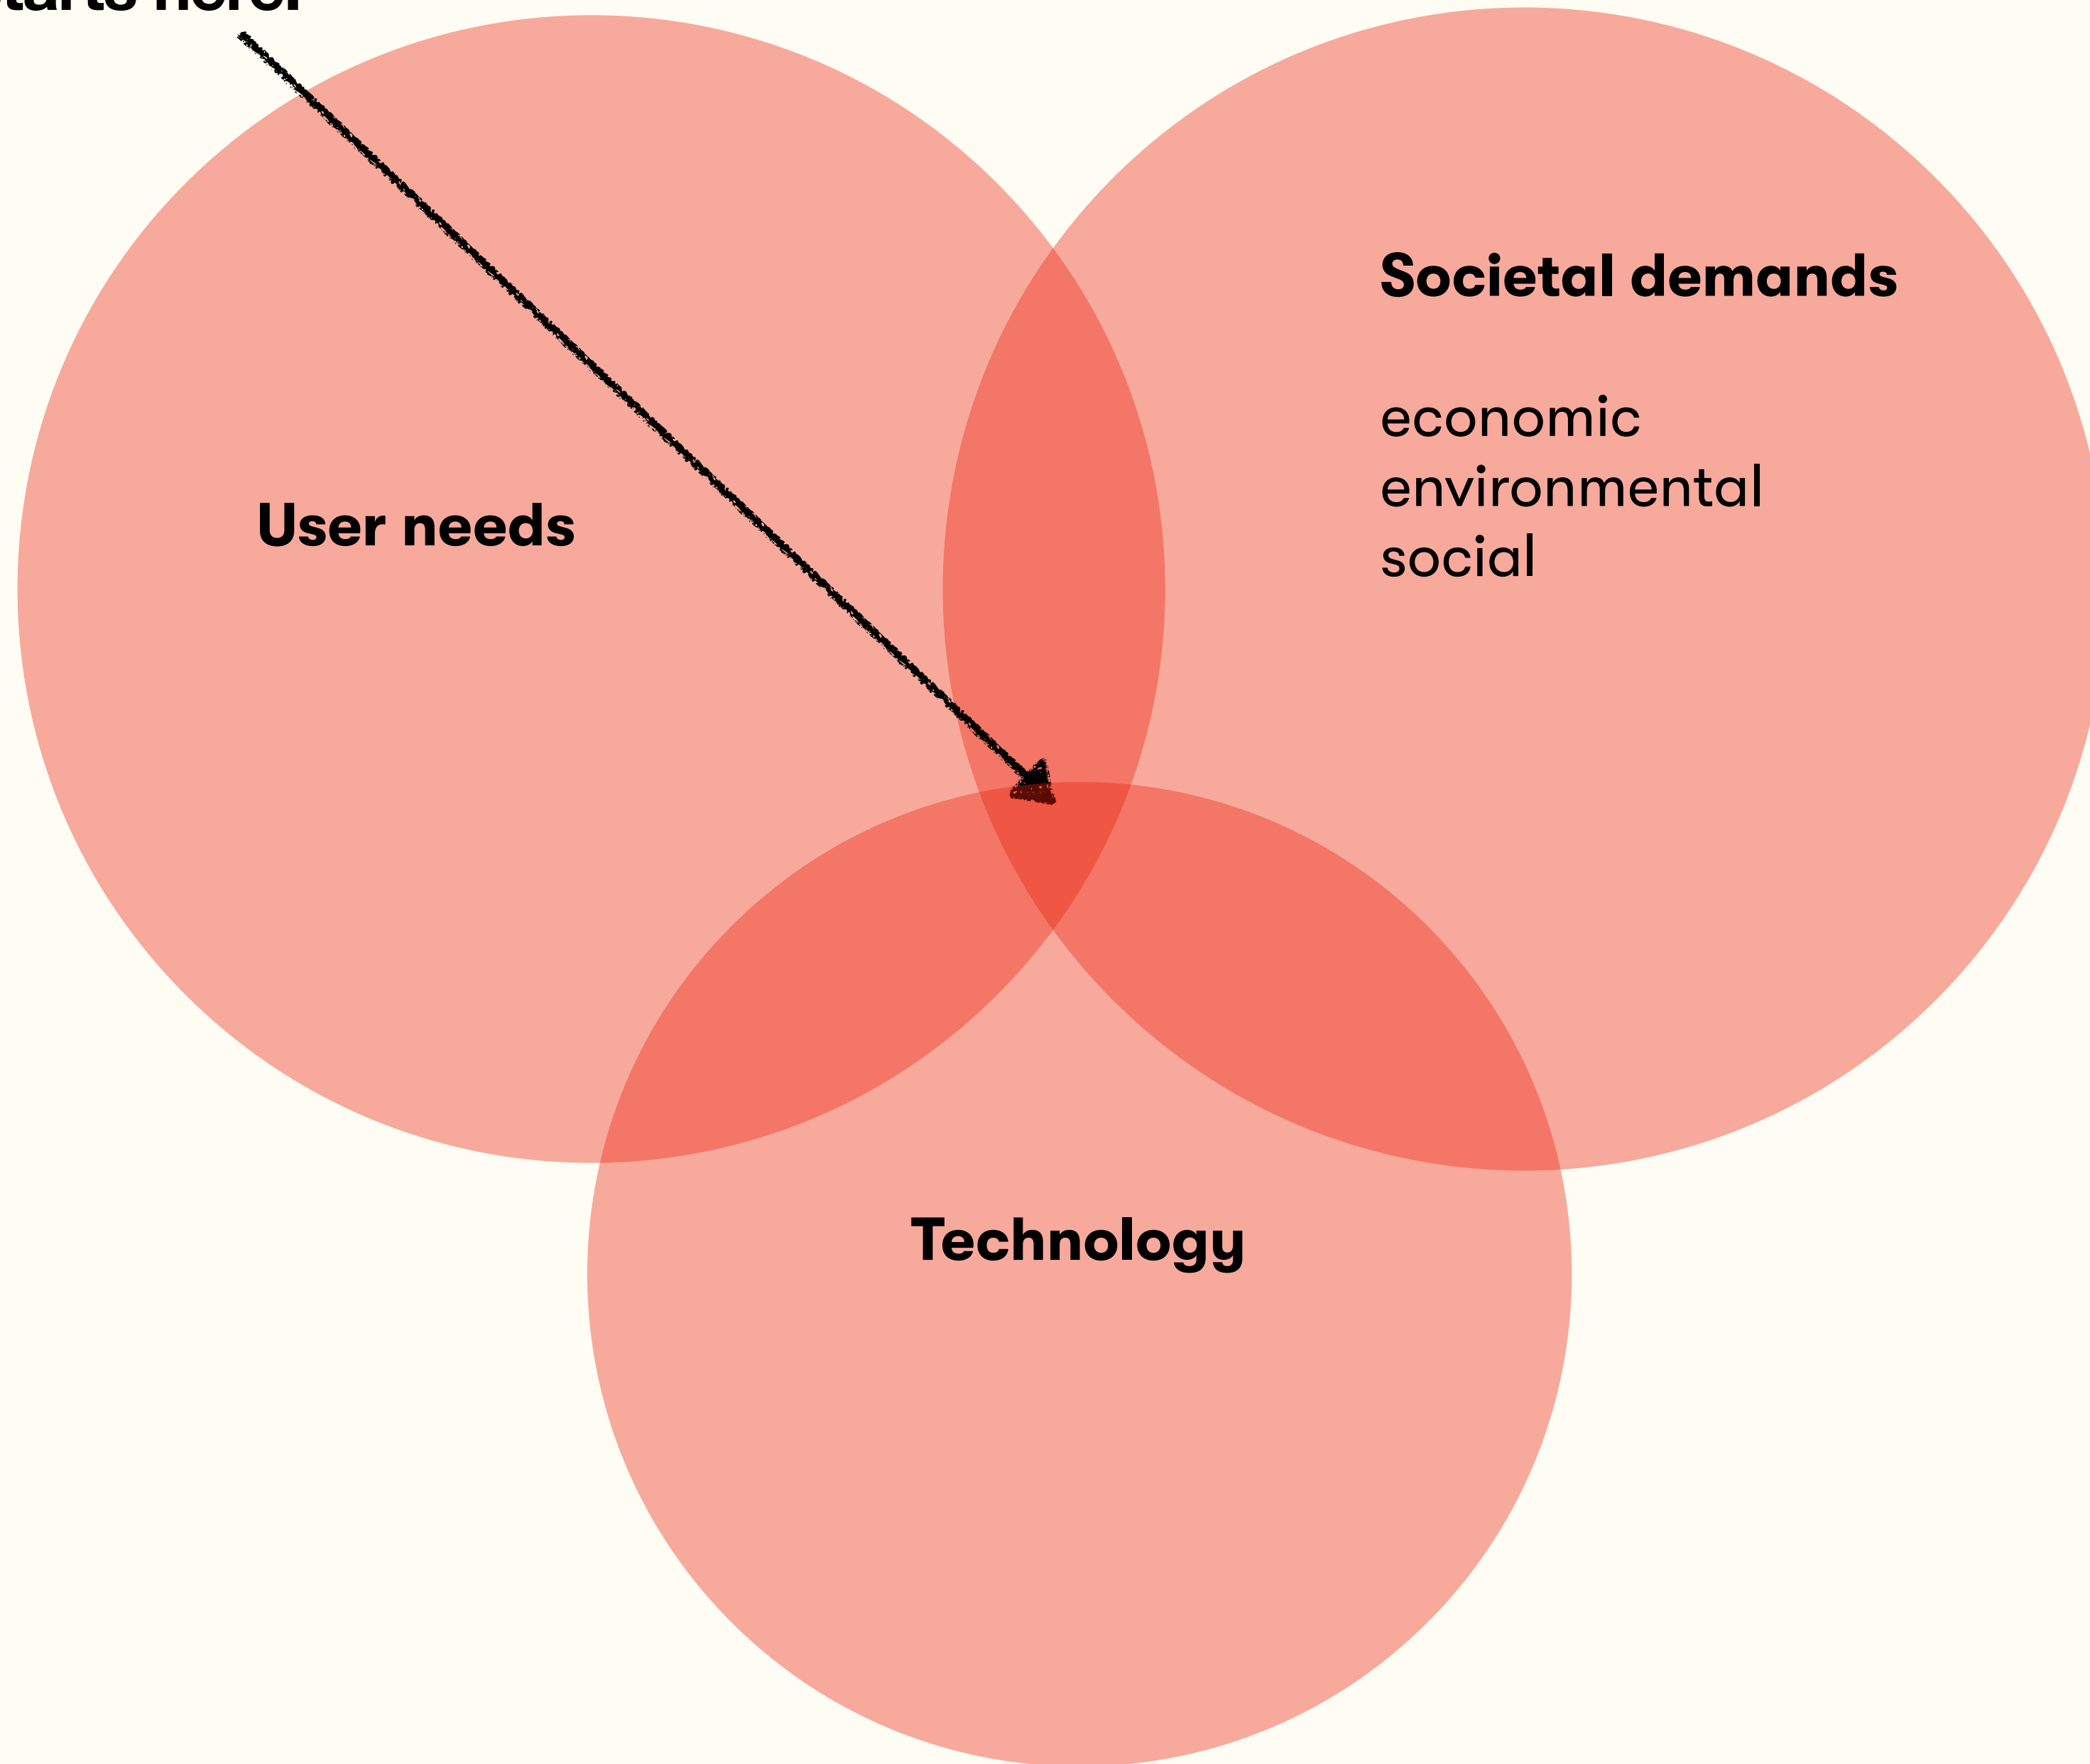 User needs
Societal demands
economic
environmental
social
Technology